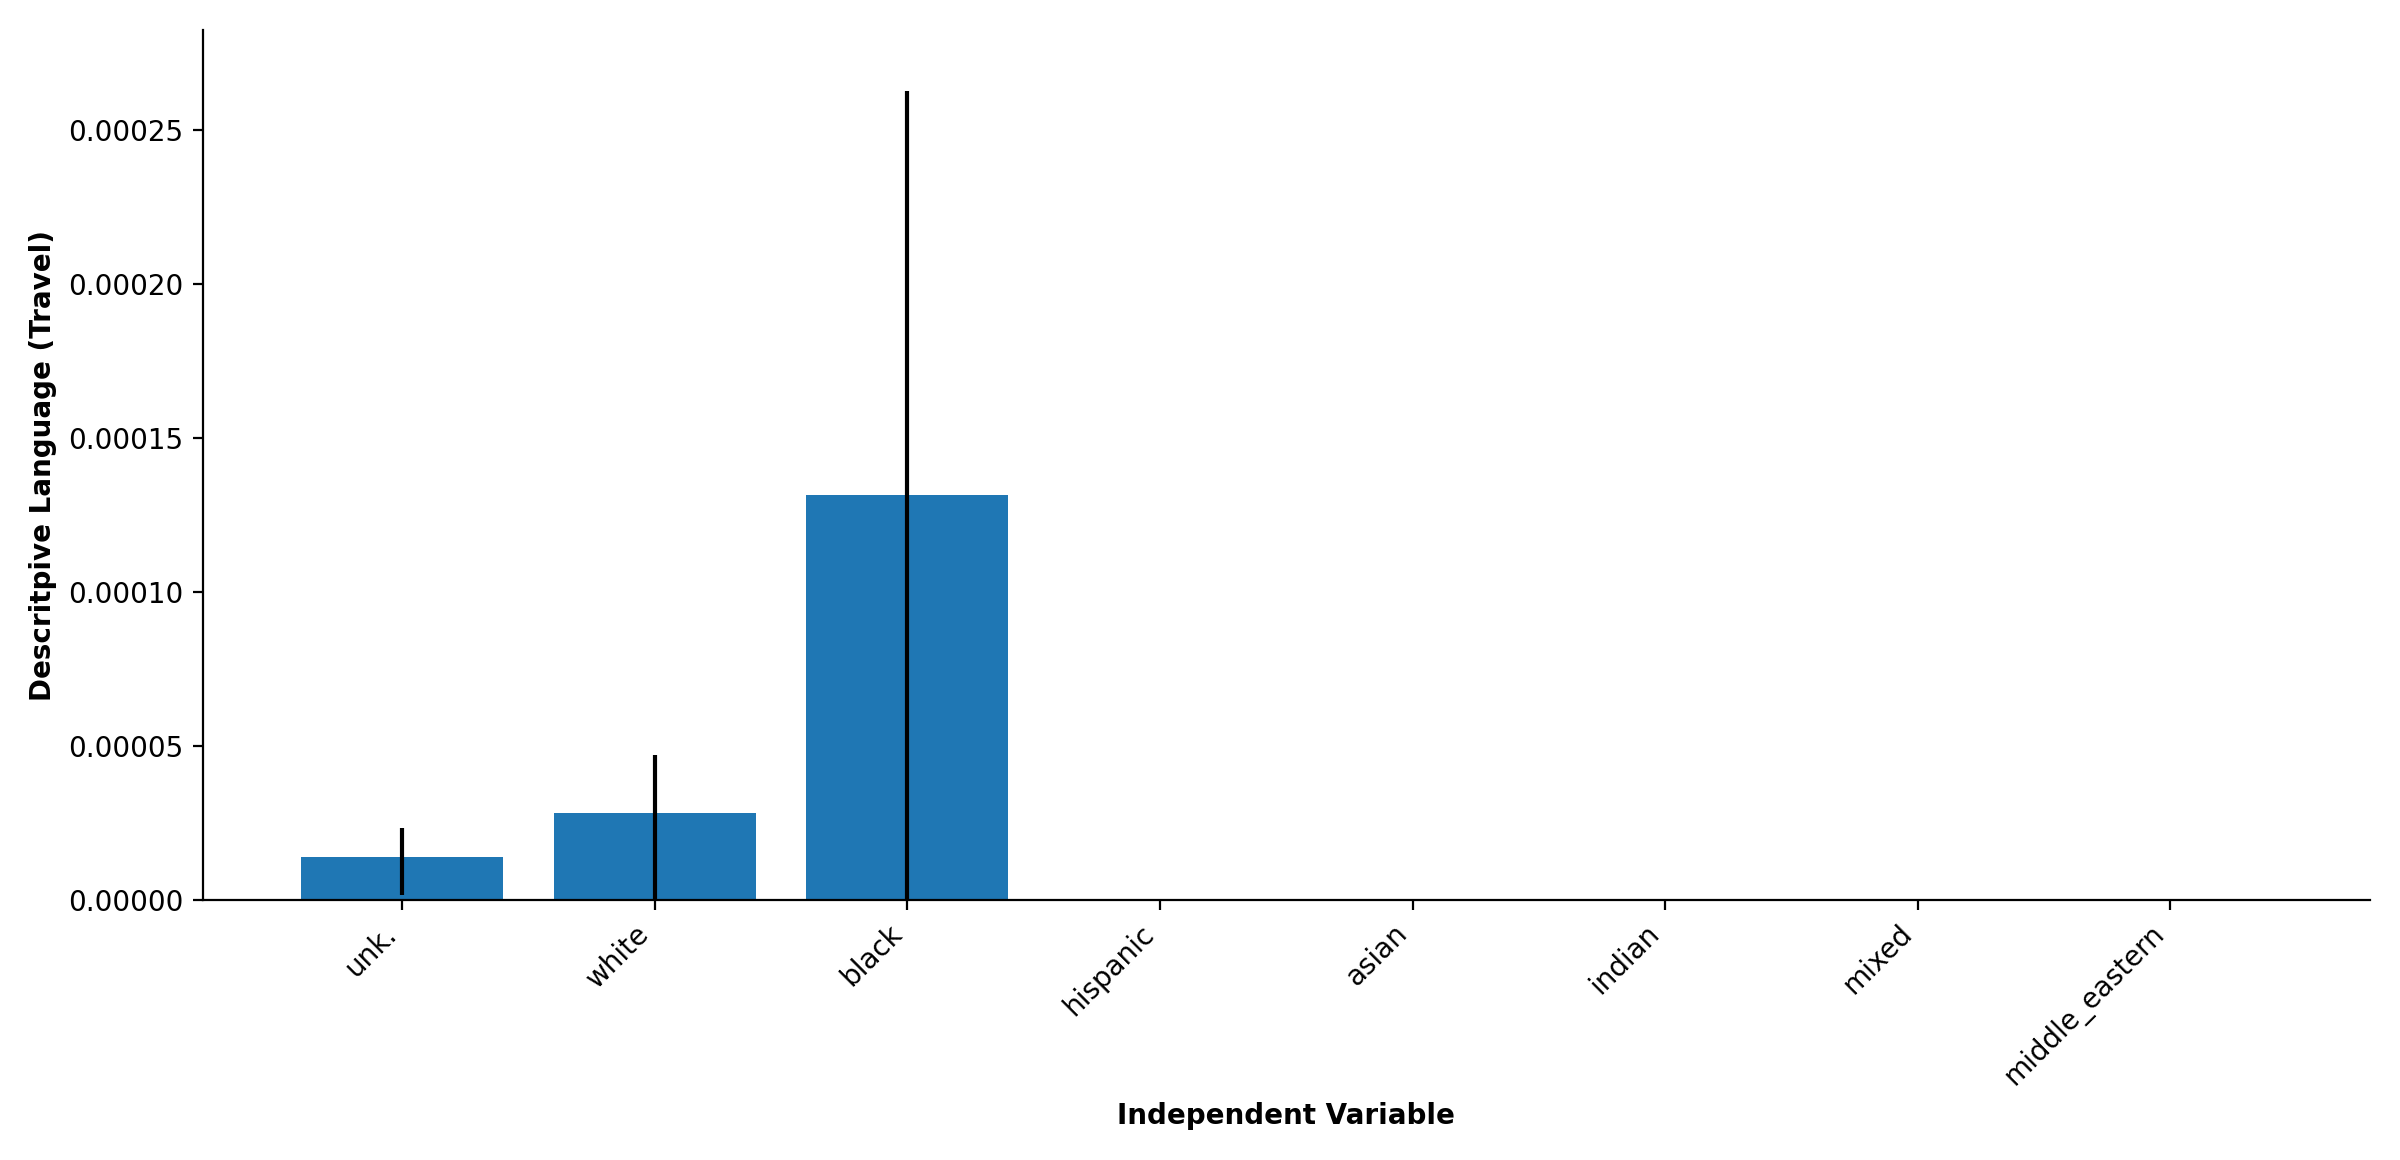 Descritpive Language (Travel)
0.00025
0.00020
0.00015
0.00010
0.00005
0.00000
unk.
white
black
hispanic
asian
indian
mixed
middle_eastern
Independent Variable